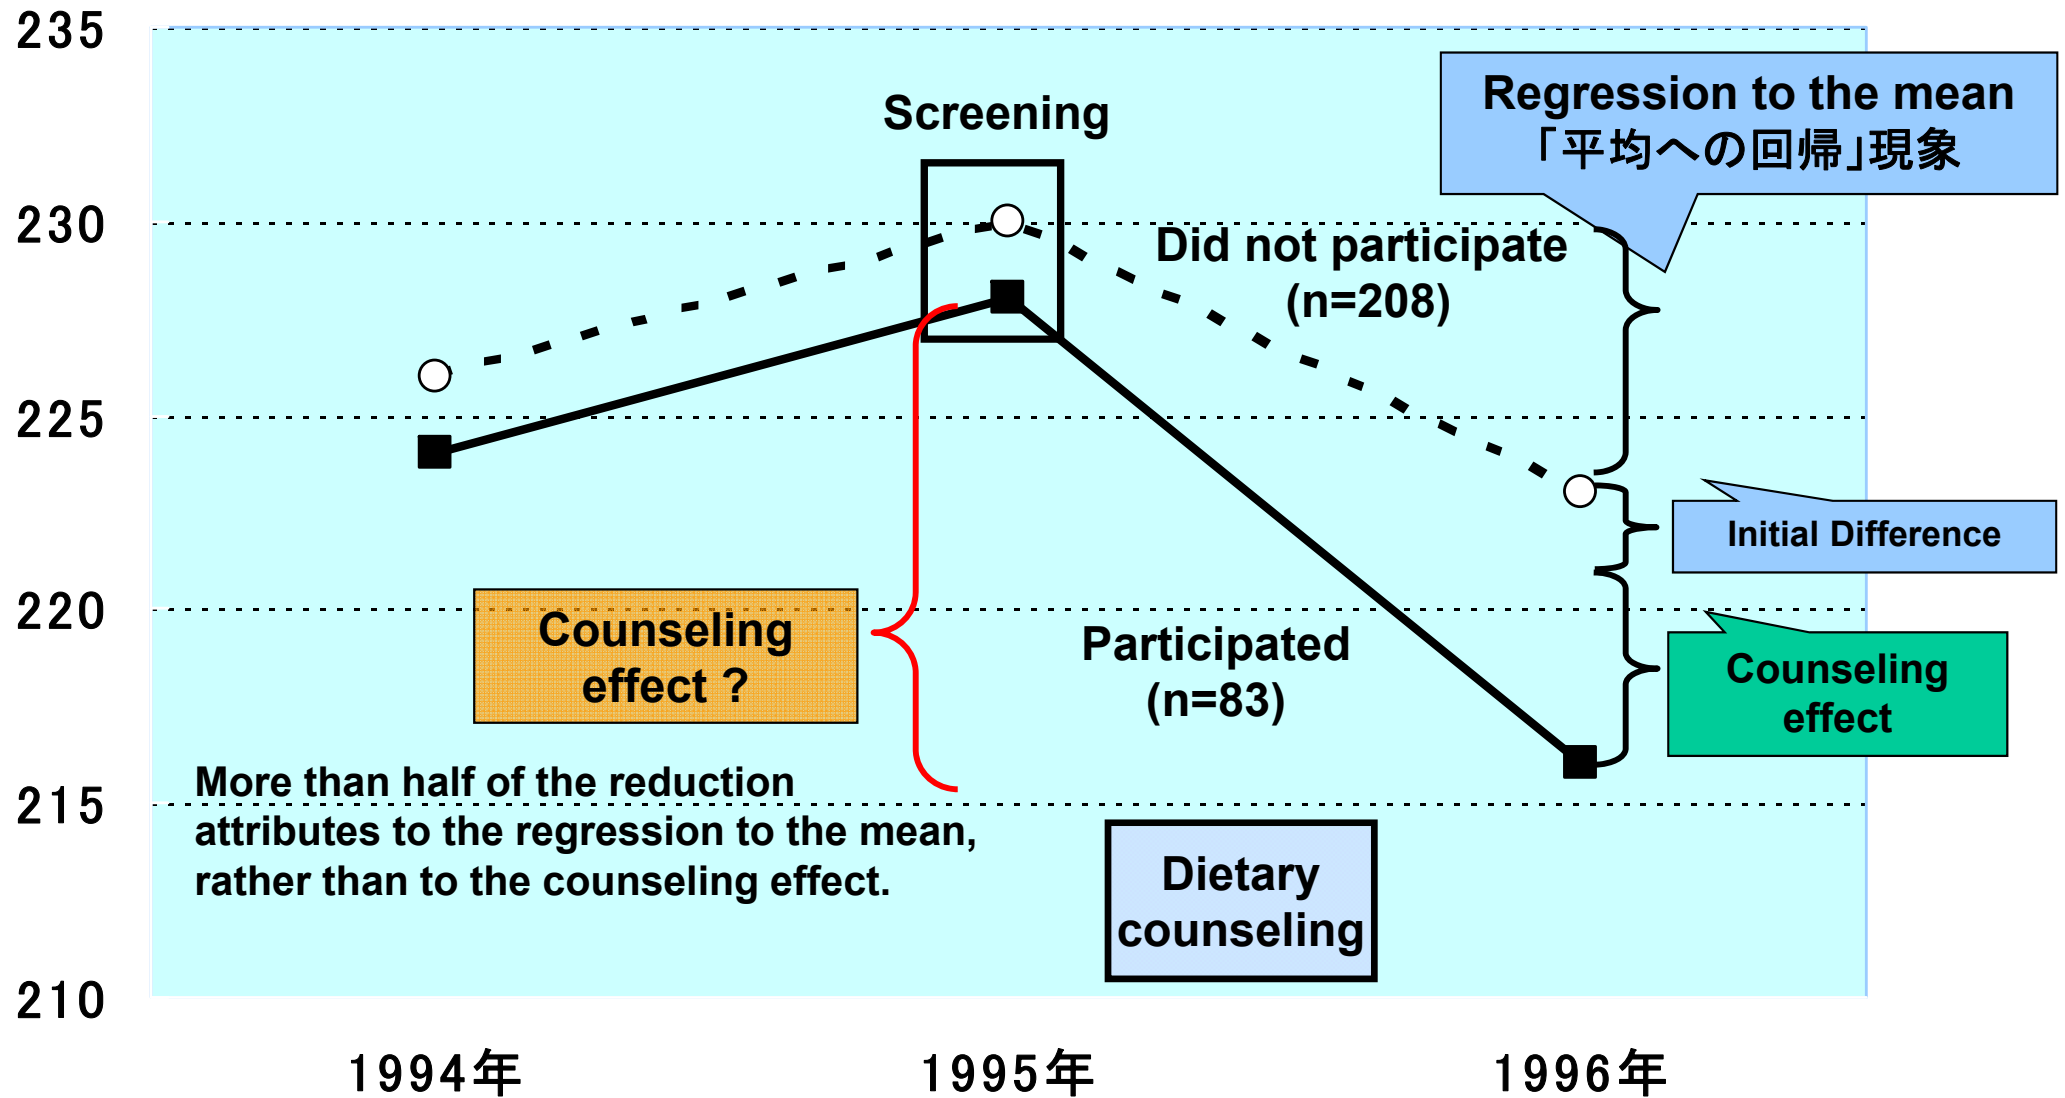 235
230
225
220
215
210
Screening
Regression to the mean
「平均への回帰」現象
Did not participate
(n=208)
Initial Difference
Counseling
effect ?
Participated
(n=83)
Counseling
effect
More than half of the reduction
attributes to the regression to the mean,
rather than to the counseling effect.
Dietary
counseling
1994年
1995年
1996年